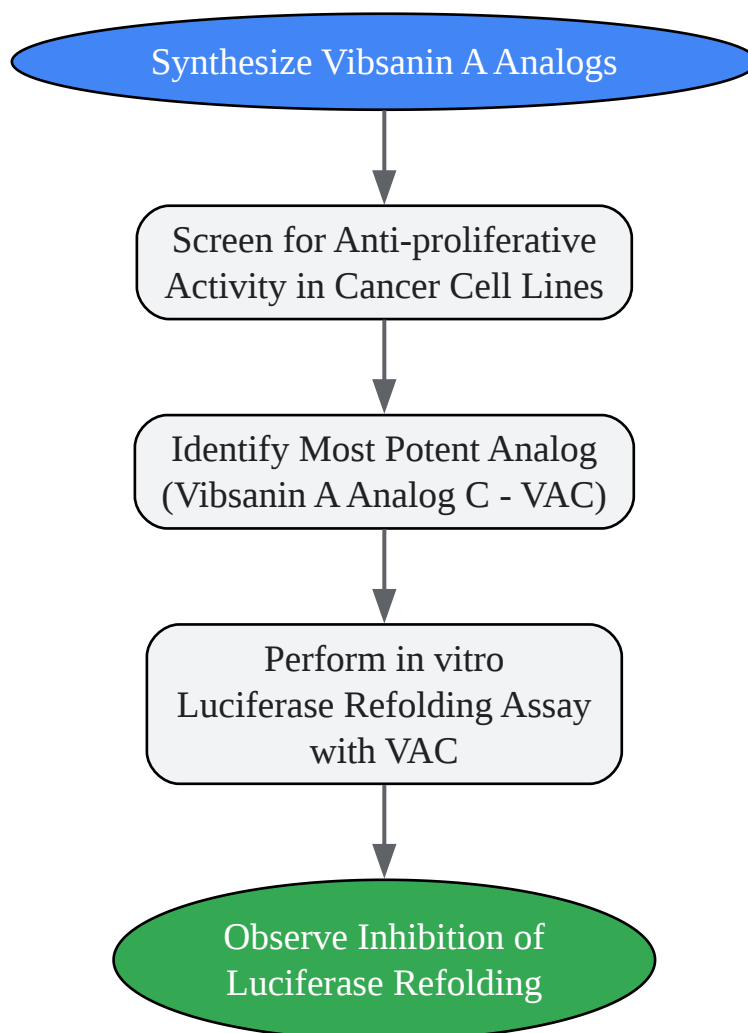 Synthesize Vibsanin A Analogs
Screen for Anti-proliferative
Activity in Cancer Cell Lines
Identify Most Potent Analog
(Vibsanin A Analog C - VAC)
Perform in vitro
Luciferase Refolding Assay
with VAC
Observe Inhibition of
Luciferase Refolding